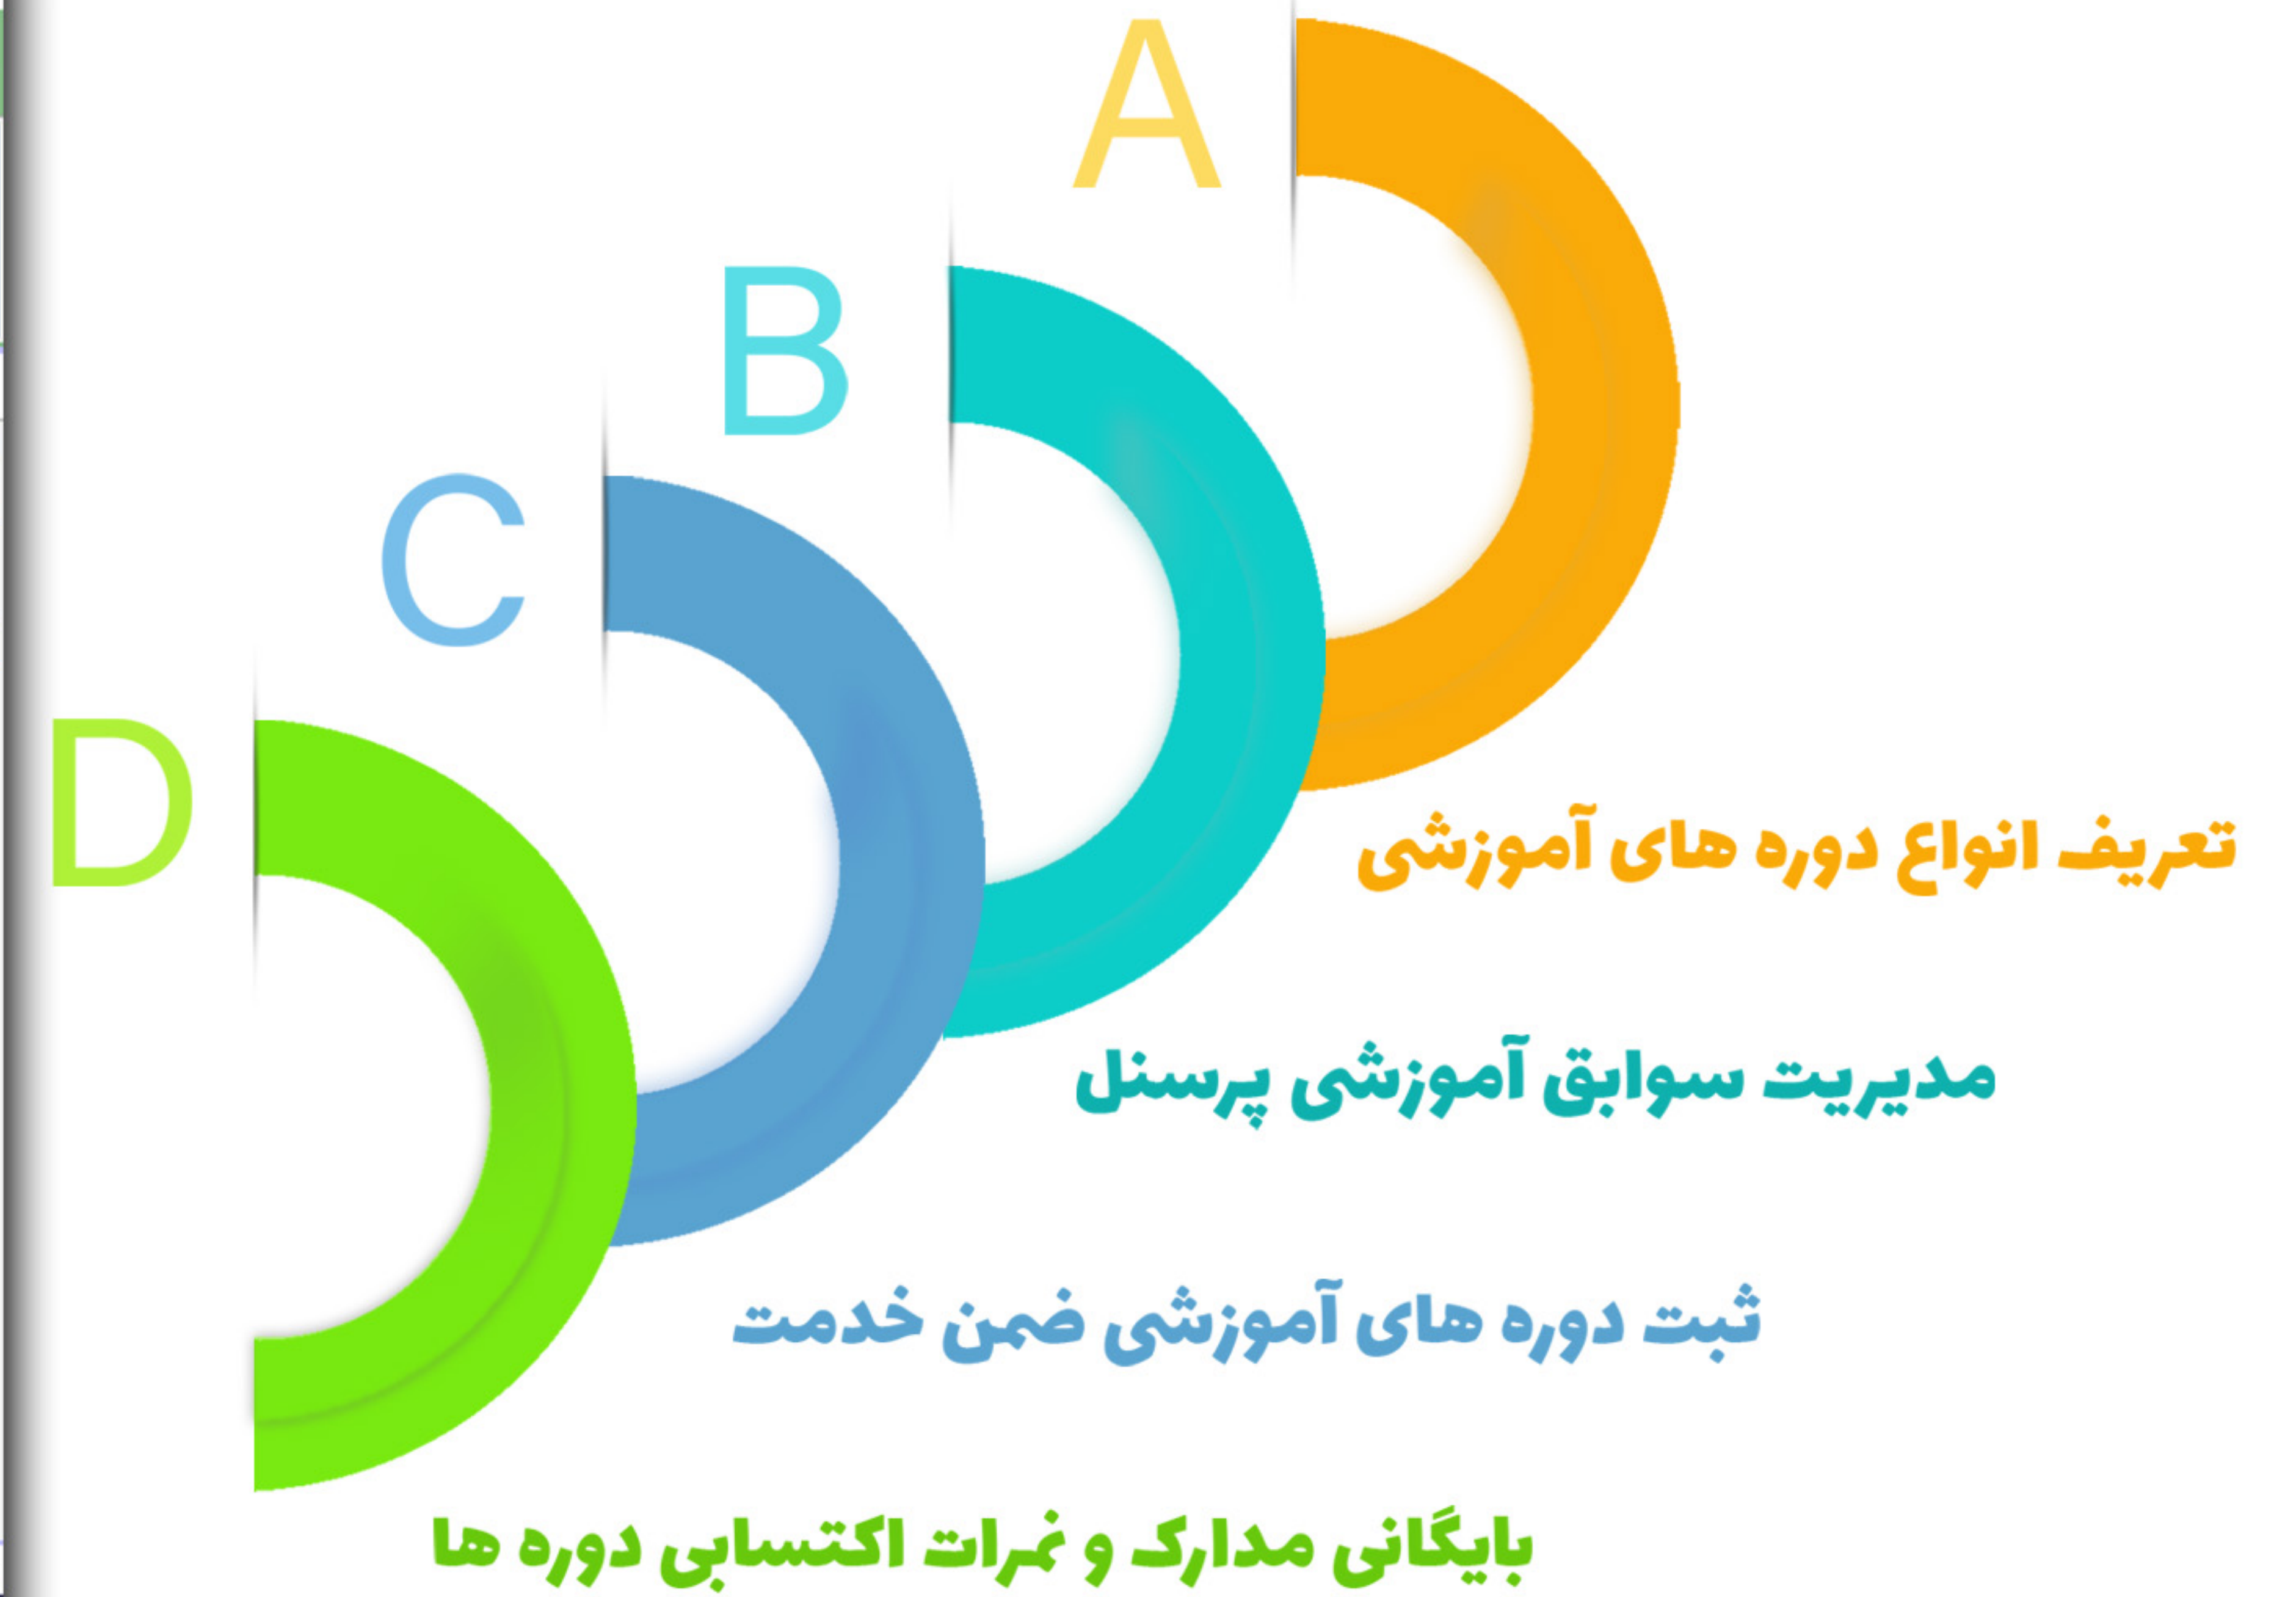 A
B
C
D
تعریف انواع دوره های آموزشی
مدیریت سوابق آموزشی پرسنل
ثبت دوره های آموزشی ضمن خدمت
بایگانی مدارک و نمرات اکتسابی دوره ها